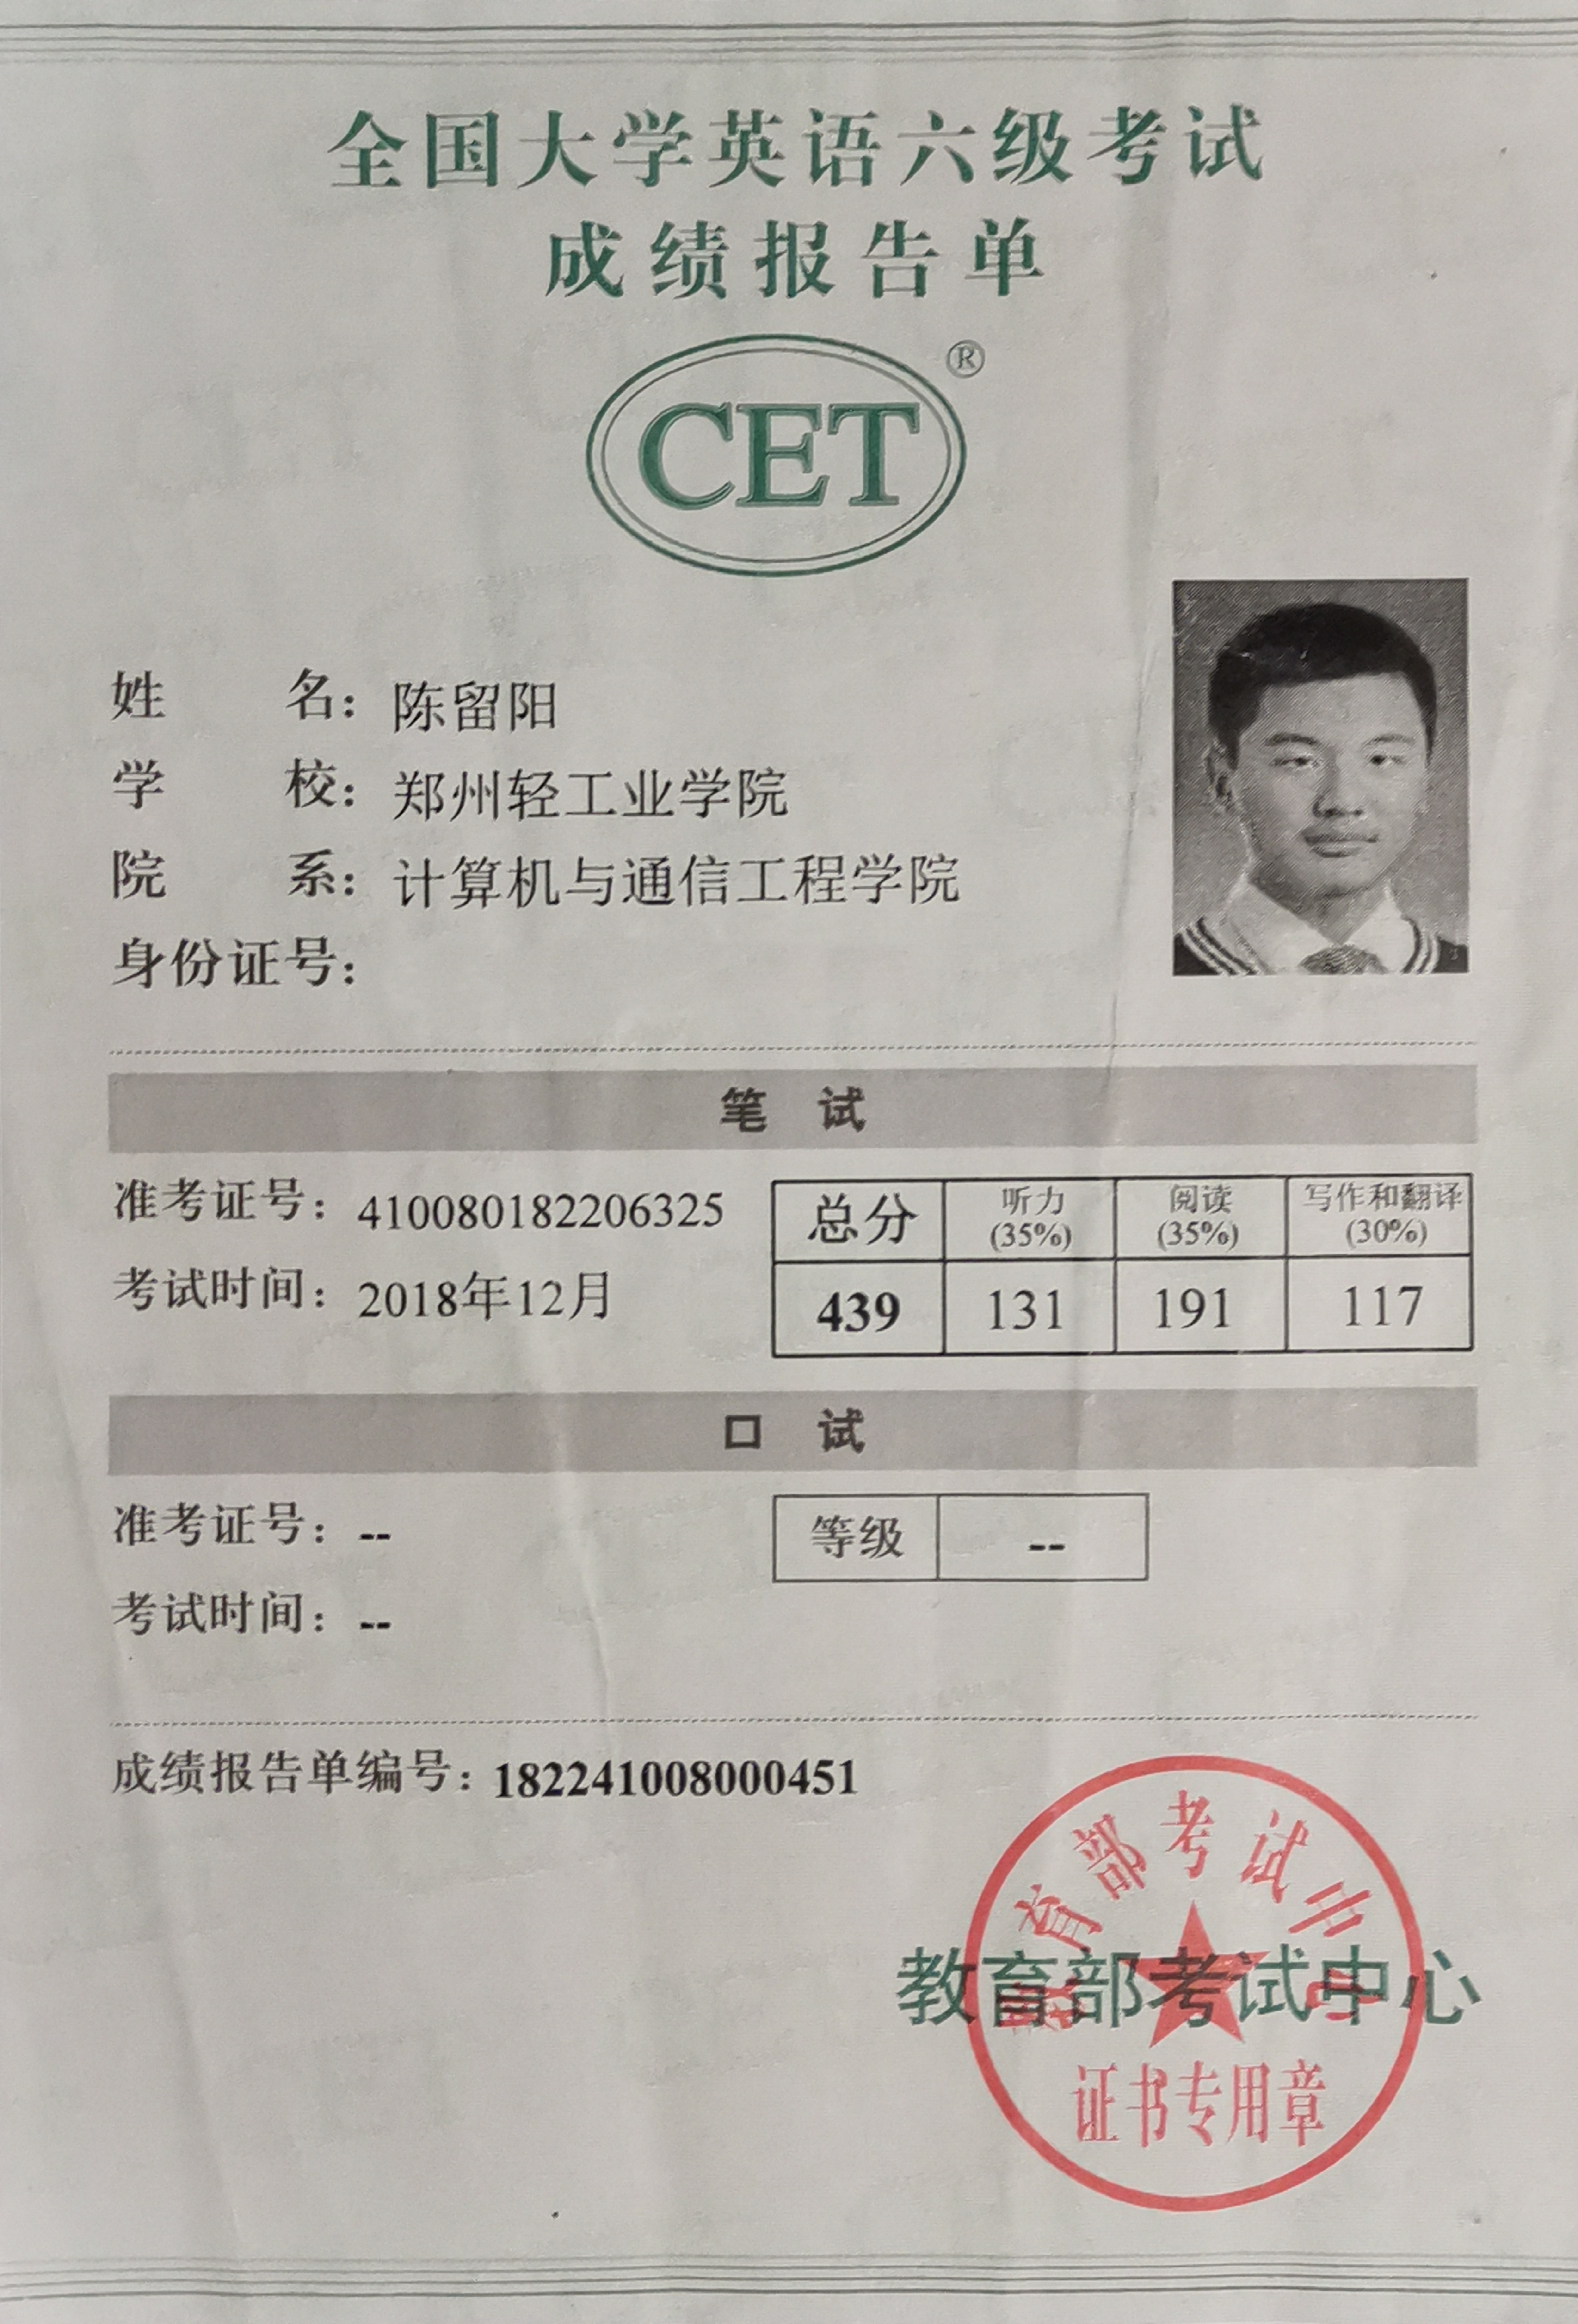 全国大学英语六级考试
成绩报告单
CET®
姓名：陈留阳
学校：郑州轻工业学院
院系：计算机与通信工程学院
身份证号：
笔 试
准考证号：410080182206325
考试时间：2018年12月
总分 听力(35%) 阅读(35%) 写作和翻译(30%)
439 131 191 117
口 试
准考证号：--
考试时间：--
等级 --
成绩报告单编号：182241008000451
教育部考试中心
育部考试中
证书专用章